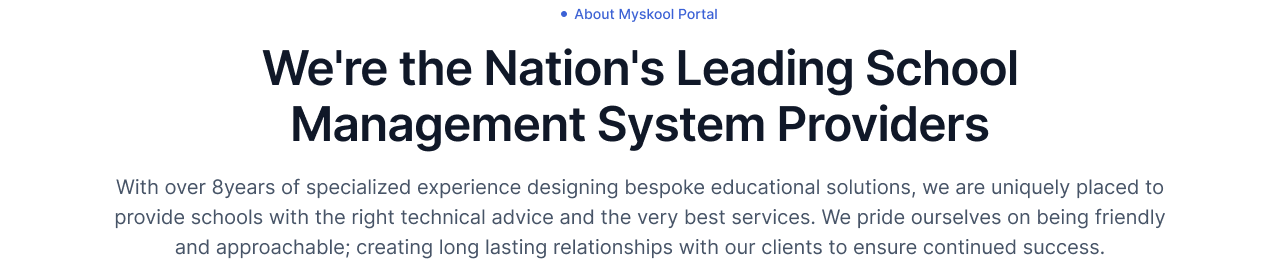 About Myskool Portal
We're the Nation's Leading School
Management System Providers
With over 8years of specialized experience designing bespoke educational solutions, we are uniquely placed to
provide schools with the right technical advice and the very best services. We pride ourselves on being friendly
and approachable; creating long lasting relationships with our clients to ensure continued success.